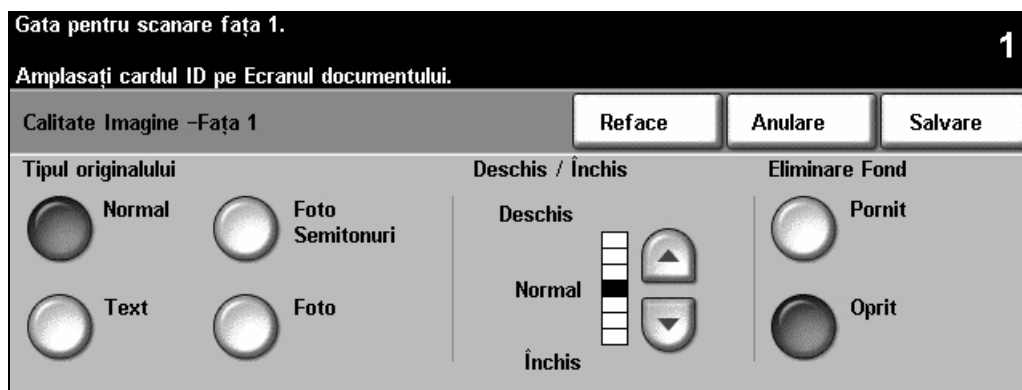 Gata pentru scanare fața 1.
1
Amplasați cardul ID pe Ecranul documentului.
Calitate Imagine –Fața 1
Reface
Anulare
Salvare
Tipul originalului
Normal
Foto
Semitonuri
Text
Foto
Deschis / Închis
Deschis
Normal
Închis
Eliminare Fond
Pornit
Oprit